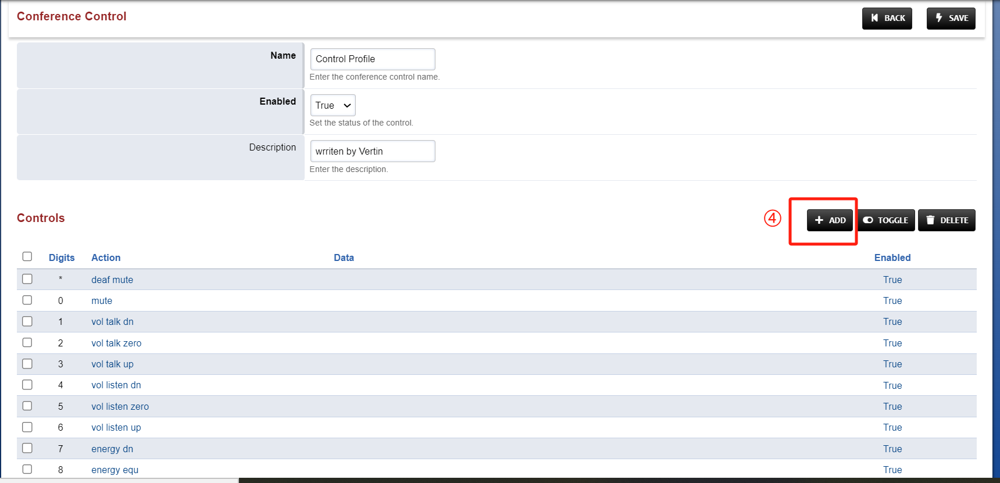 Conference Control
BACK
SAVE
Name
Control Profile
Enter the conference control name.
Enabled
True
Set the status of the control.
Description
wrriten by Vertin
Enter the description.
Controls
④
ADD
TOGGLE
DELETE
Digits Action Data Enabled
* deaf mute True
0 mute True
1 vol talk dn True
2 vol talk zero True
3 vol talk up True
4 vol listen dn True
5 vol listen zero True
6 vol listen up True
7 energy dn True
8 energy equ True